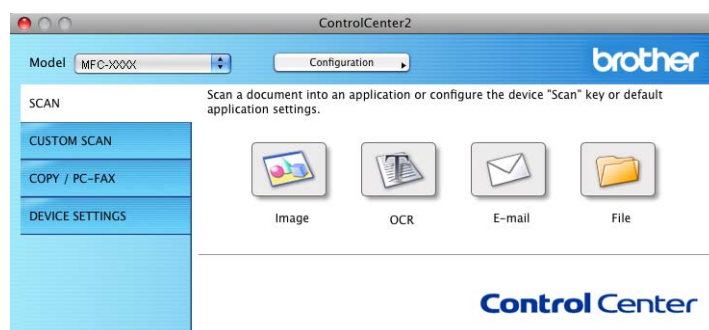 ControlCenter2
Model MFC-XXXX Configuration brother
SCAN
CUSTOM SCAN
COPY / PC-FAX
DEVICE SETTINGS
Scan a document into an application or configure the device "Scan" key or default
application settings.
Image OCR E-mail File
Control Center